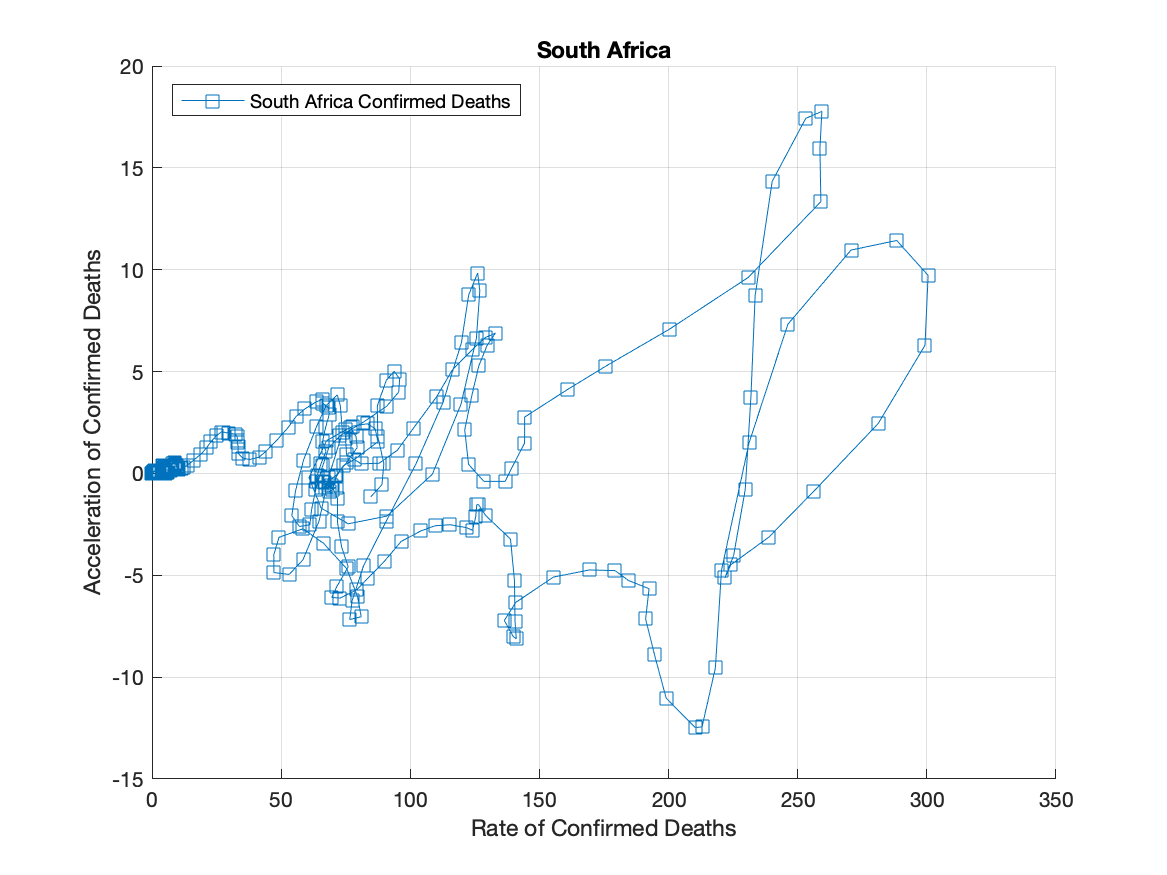 South Africa
20
South Africa Confirmed Deaths
15
10
5
0
-5
-10
-15
Acceleration of Confirmed Deaths
0 50 100 150 200 250 300 350
Rate of Confirmed Deaths